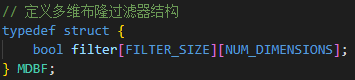 // 定义多维布隆过滤器结构
typedef struct {
    bool filter[FILTER_SIZE][NUM_DIMENSIONS];
} MDBF;